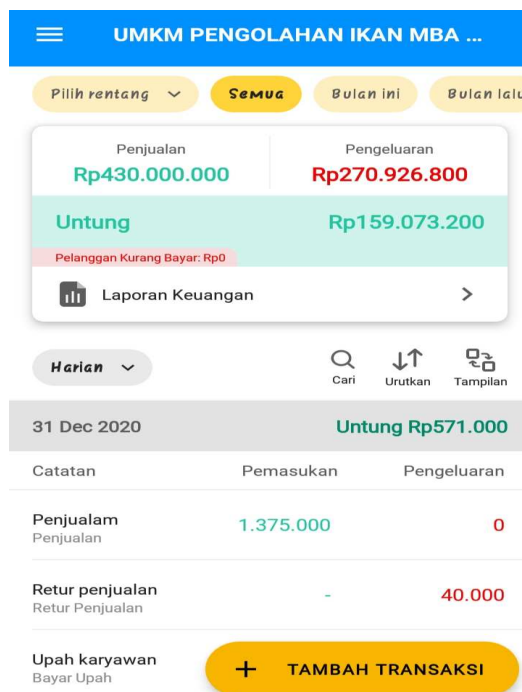 UMKM PENGOLAHAN IKAN MBA ...
Pilih rentang Semua Bulan ini Bulan lalu
Penjualan Pengeluaran
Rp430.000.000 Rp270.926.800
Untung Rp159.073.200
Pelanggan Kurang Bayar: Rp0
Laporan Keuangan
Harian Cari Urutkan Tampilan
31 Dec 2020 Untung Rp571.000
Catatan Pemasukan Pengeluaran
Penjualam 1.375.000 0
Penjualan
Retur penjualan - 40.000
Retur Penjualan
Upah karyawan
Bayar Upah
+ TAMBAH TRANSAKSI